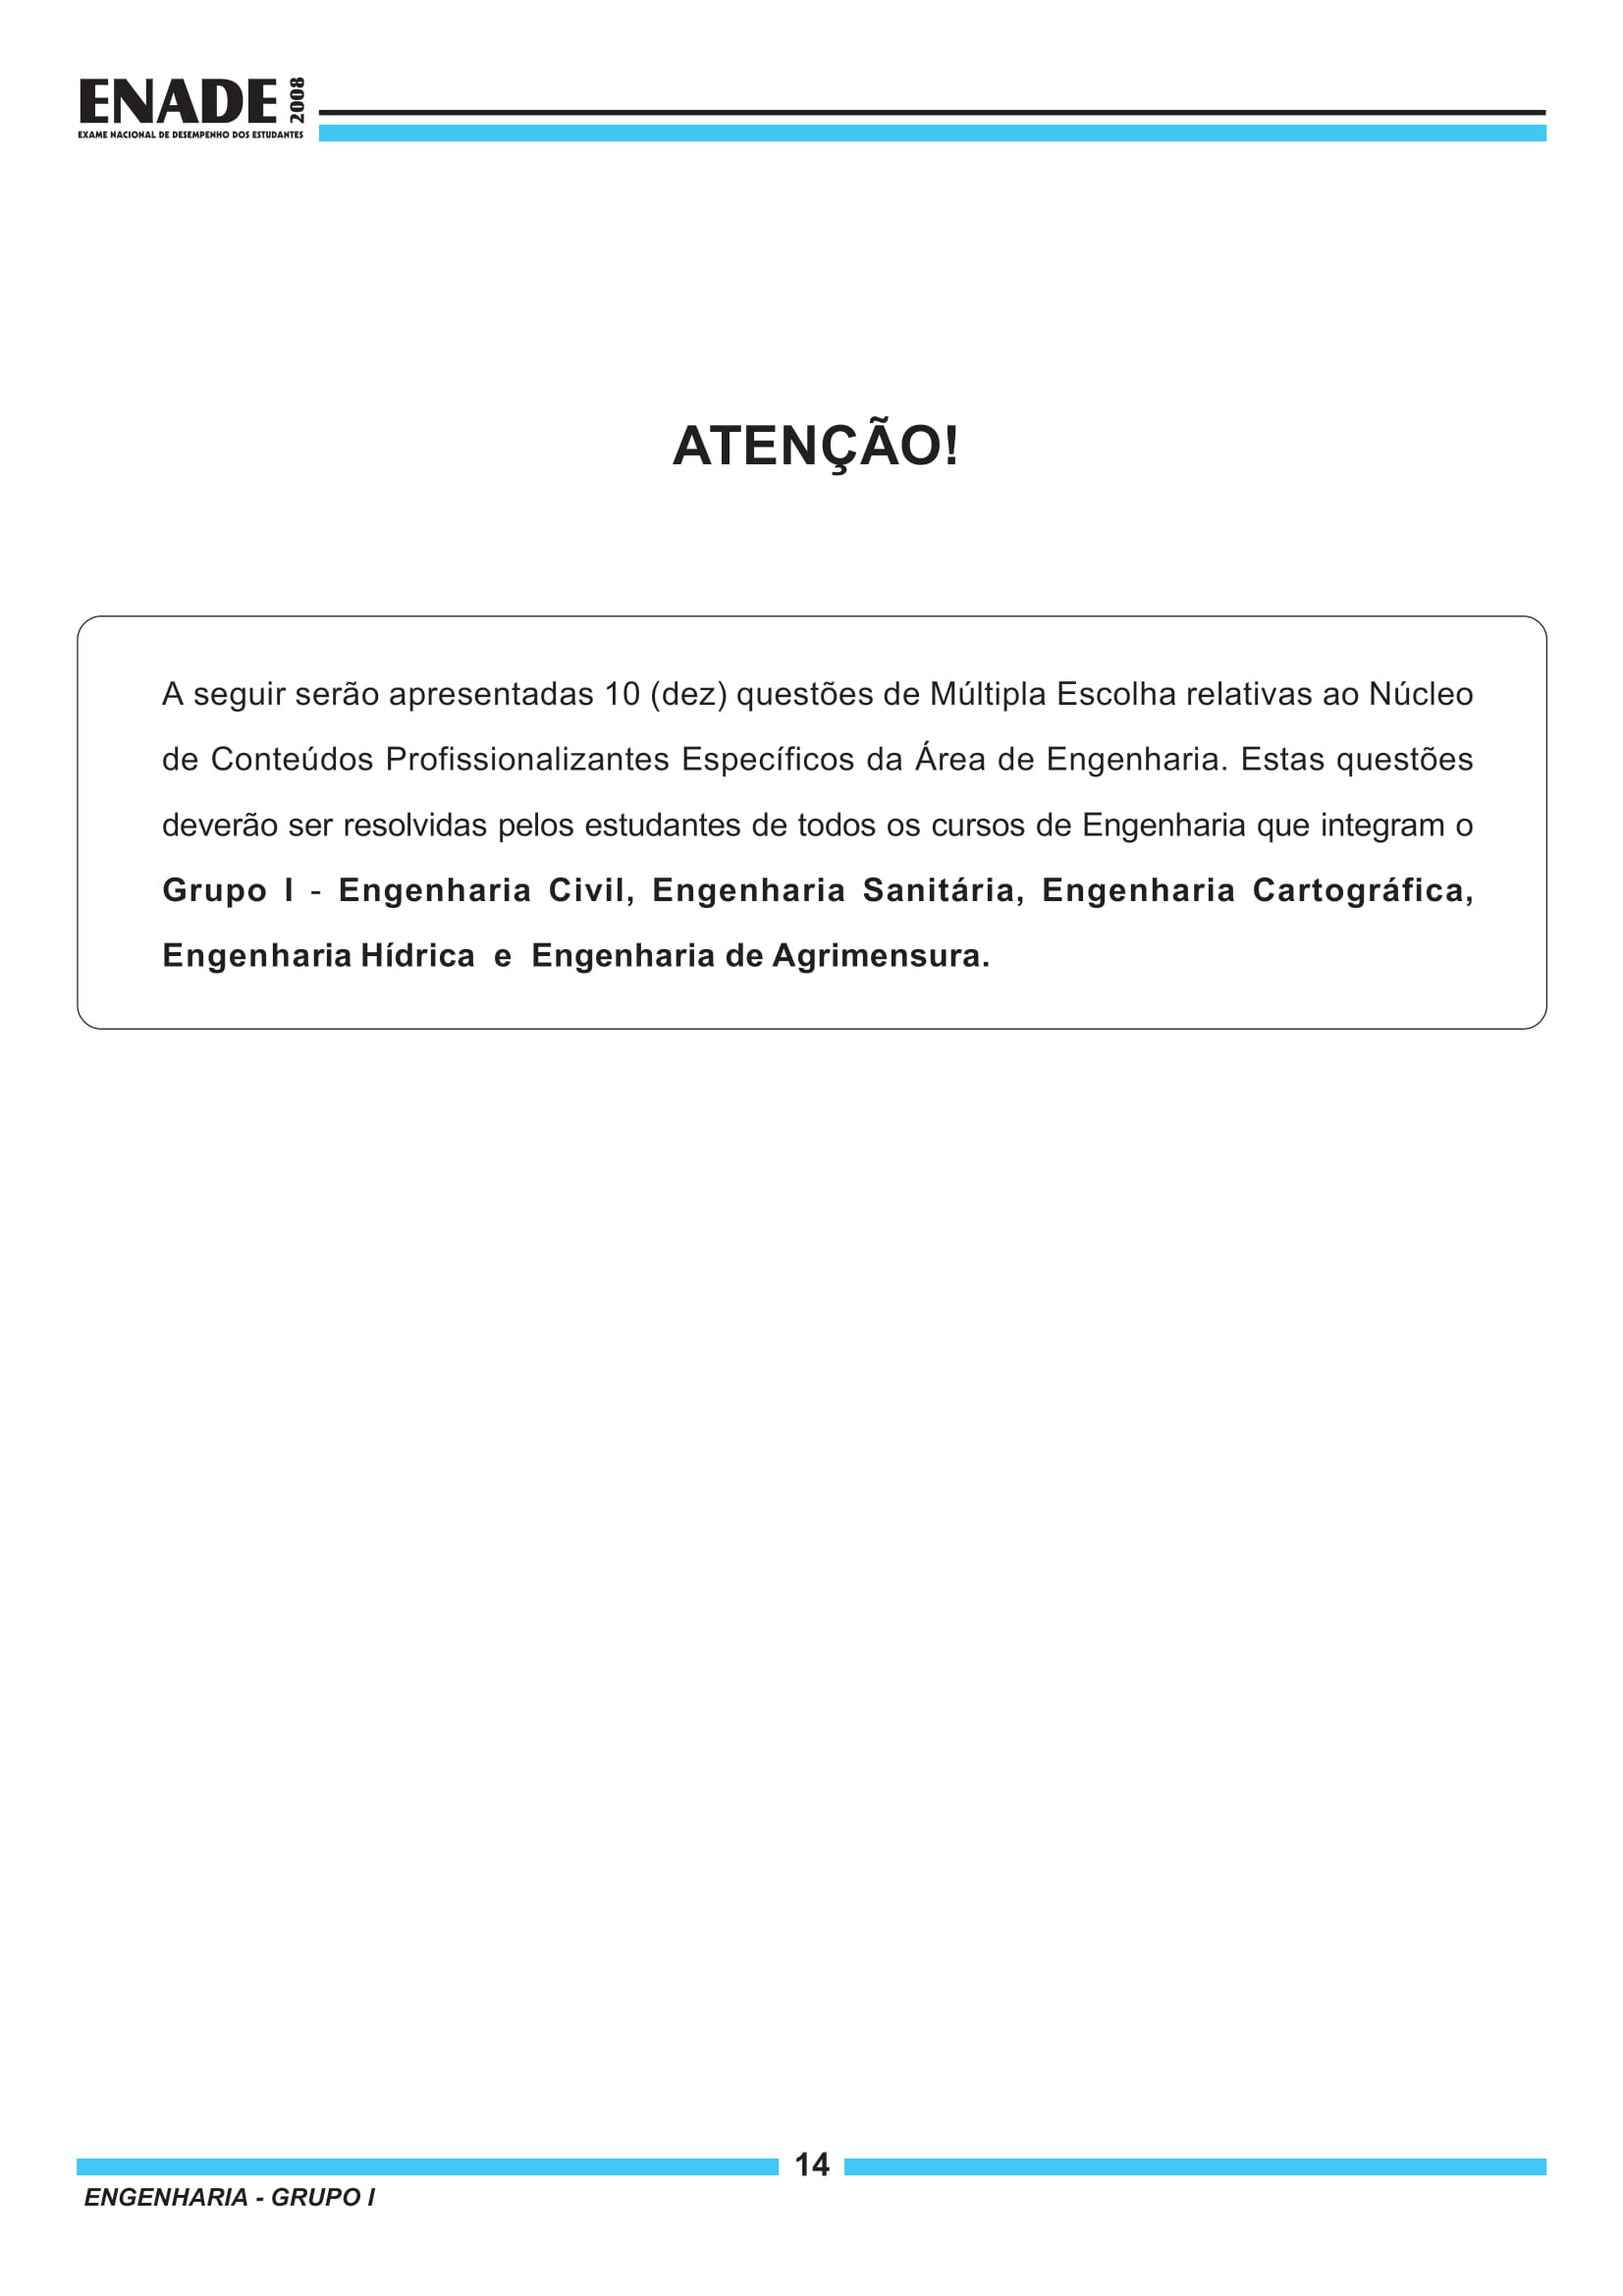 ENADE 2008
EXAME NACIONAL DE DESEMPENHO DOS ESTUDANTES
ATENÇÃO!
A seguir serão apresentadas 10 (dez) questões de Múltipla Escolha relativas ao Núcleo
de Conteúdos Profissionalizantes Específicos da Área de Engenharia. Estas questões
deverão ser resolvidas pelos estudantes de todos os cursos de Engenharia que integram o
Grupo I - Engenharia Civil, Engenharia Sanitária, Engenharia Cartográfica,
Engenharia Hídrica e Engenharia de Agrimensura.
14
ENGENHARIA - GRUPO I